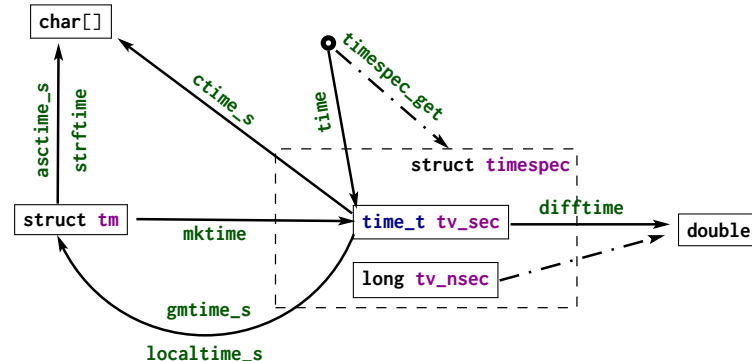 char[]
timespec_get
ctime_s
time
asctime_s
strftime
struct timespec
struct tm
mktime
time_t tv_sec
difftime
double
long tv_nsec
gmtime_s
localtime_s